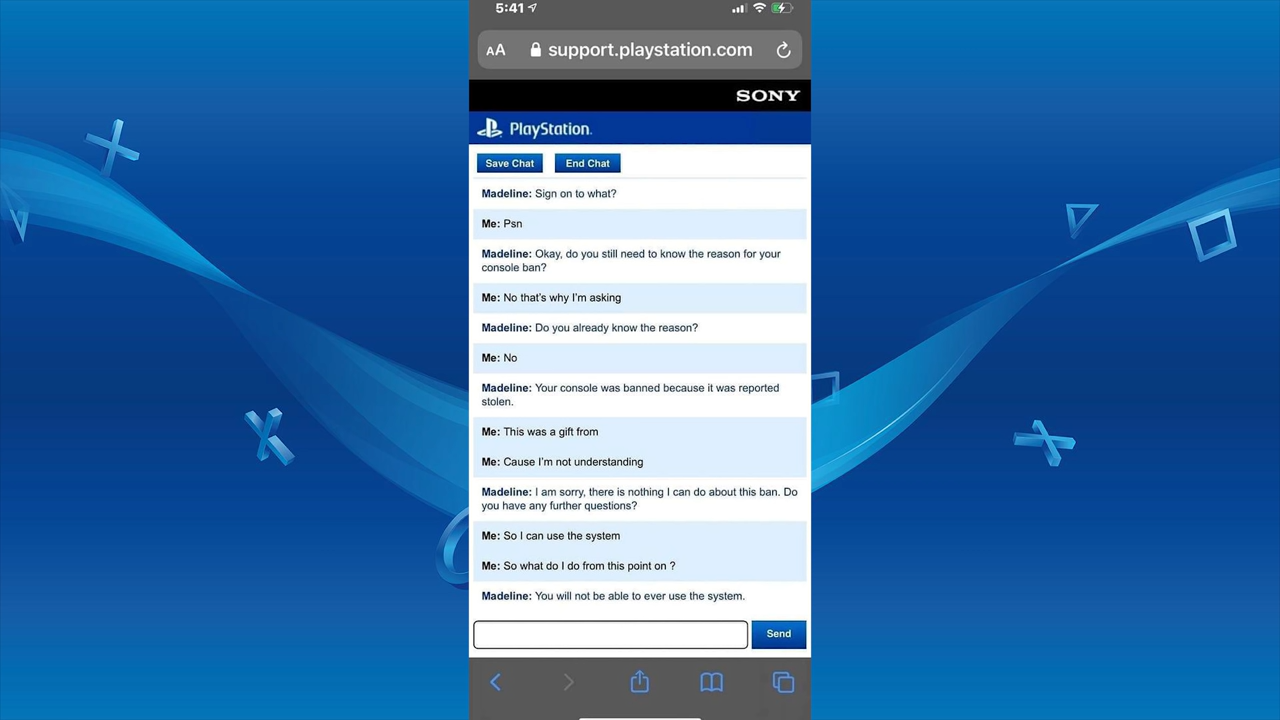 5:41
AA support.playstation.com
SONY
PlayStation.
Save Chat End Chat
Madeline: Sign on to what?
Me: Psn
Madeline: Okay, do you still need to know the reason for your
console ban?
Me: No that's why I'm asking
Madeline: Do you already know the reason?
Me: No
Madeline: Your console was banned because it was reported
stolen.
Me: This was a gift from
Me: Cause I'm not understanding
Madeline: I am sorry, there is nothing I can do about this ban. Do
you have any further questions?
Me: So I can use the system
Me: So what do I do from this point on ?
Madeline: You will not be able to ever use the system.
Send